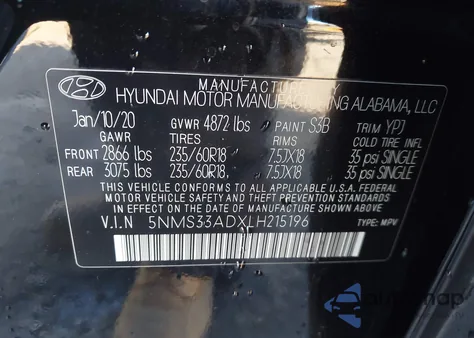 MANUFACTURED BY
HYUNDAI MOTOR MANUFACTURING ALABAMA, LLC
Jan/10/20 GVWR 4872 lbs PAINT S3B TRIM YPJ
GAWR TIRES RIMS COLD TIRE INFL
FRONT 2866 lbs 235/60R18, 7.5JX18 35 psi SINGLE
REAR 3075 lbs 235/60R18, 7.5JX18 35 psi SINGLE
THIS VEHICLE CONFORMS TO ALL APPLICABLE U.S.A. FEDERAL
MOTOR VEHICLE SAFETY STANDARDS IN EFFECT ON THE
DATE OF MANUFACTURE SHOWN ABOVE.
V.I.N 5NMS33ADXLH215196 TYPE: MPV